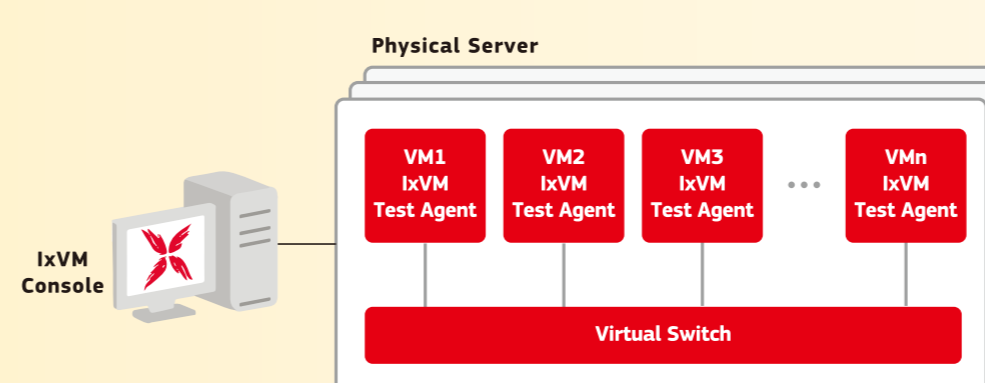 Physical Server
VM1
IxVM
Test Agent
VM2
IxVM
Test Agent
VM3
IxVM
Test Agent
VMn
IxVM
Test Agent
IxVM
Console
Virtual Switch